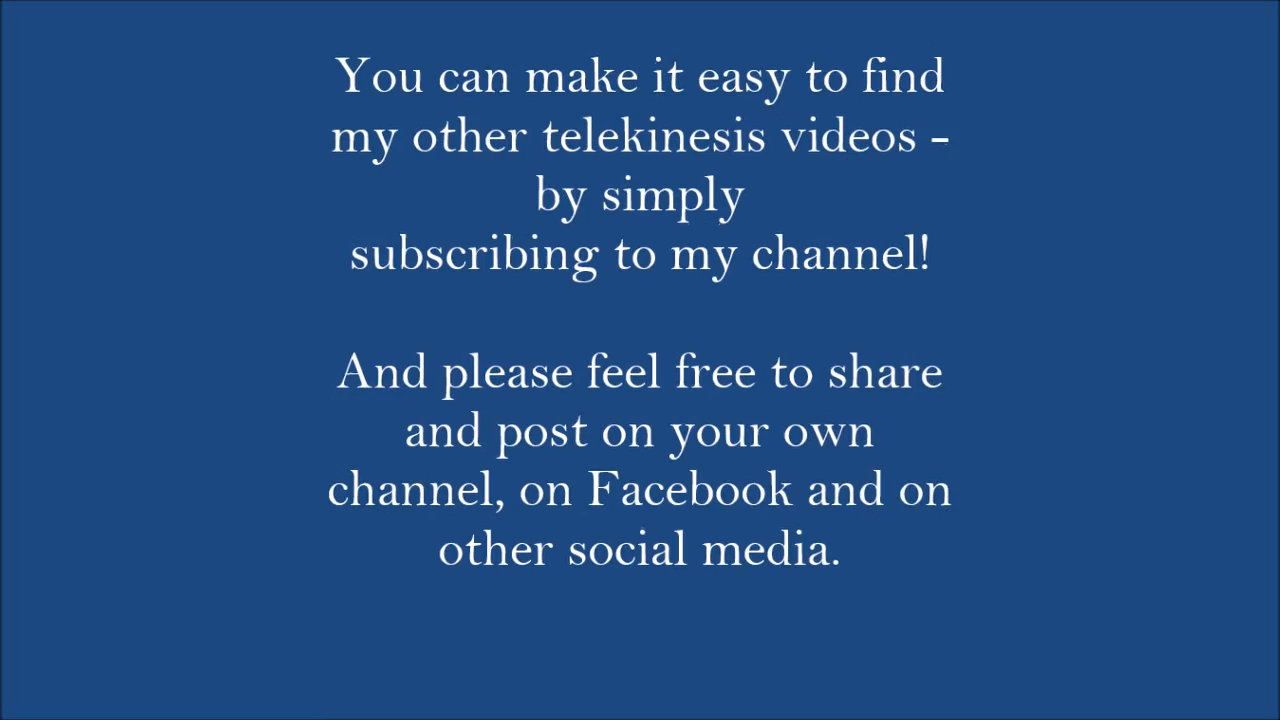 You can make it easy to find
my other telekinesis videos -
by simply
subscribing to my channel!
And please feel free to share
and post on your own
channel, on Facebook and on
other social media.